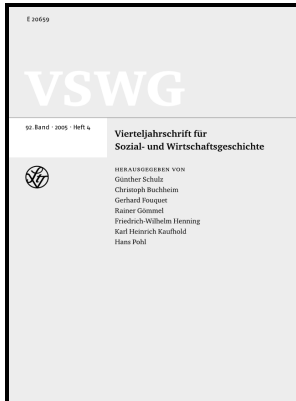 E 20659
VSWG
92. Band · 2005 · Heft 4
Vierteljahrschrift für
Sozial- und Wirtschaftsgeschichte
HERAUSGEGEBEN VON
Günther Schulz
Christoph Buchheim
Gerhard Fouquet
Rainer Gömmel
Friedrich-Wilhelm Henning
Karl Heinrich Kaufhold
Hans Pohl